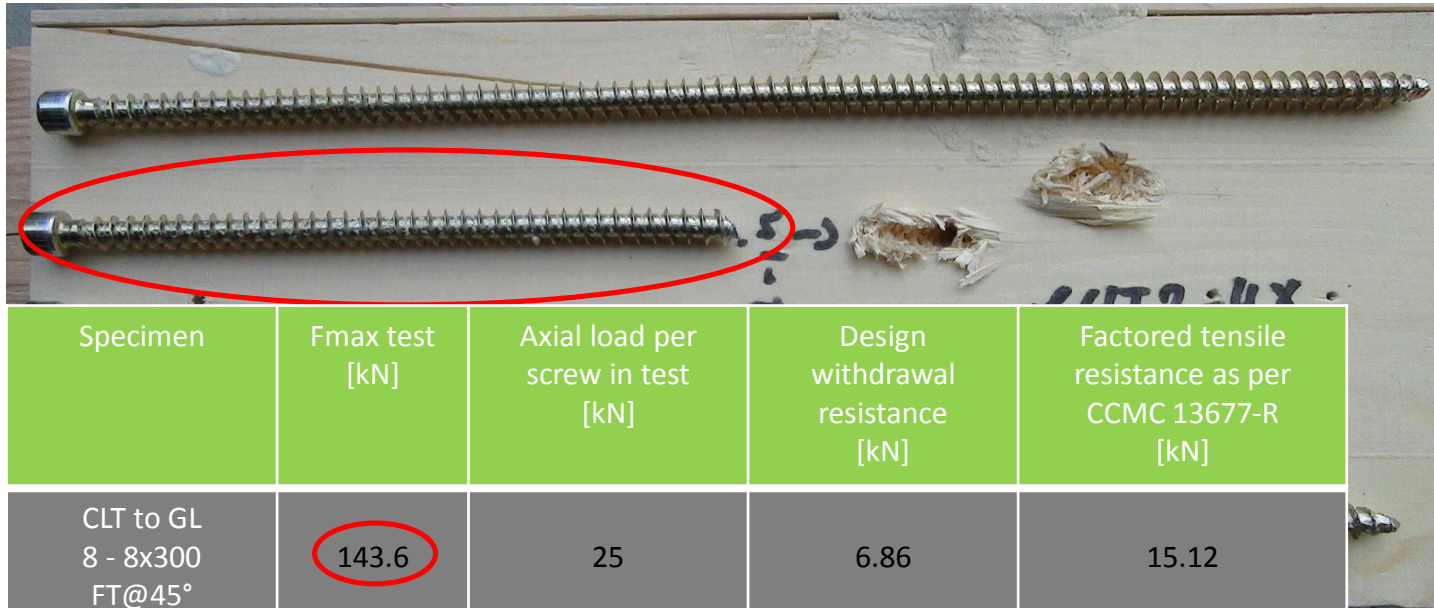 Specimen
Fmax test
[kN]
Axial load per
screw in test
[kN]
Design
withdrawal
resistance
[kN]
Factored tensile
resistance as per
CCMC 13677-R
[kN]
CLT to GL
8 - 8x300
FT@45°
143.6
25
6.86
15.12